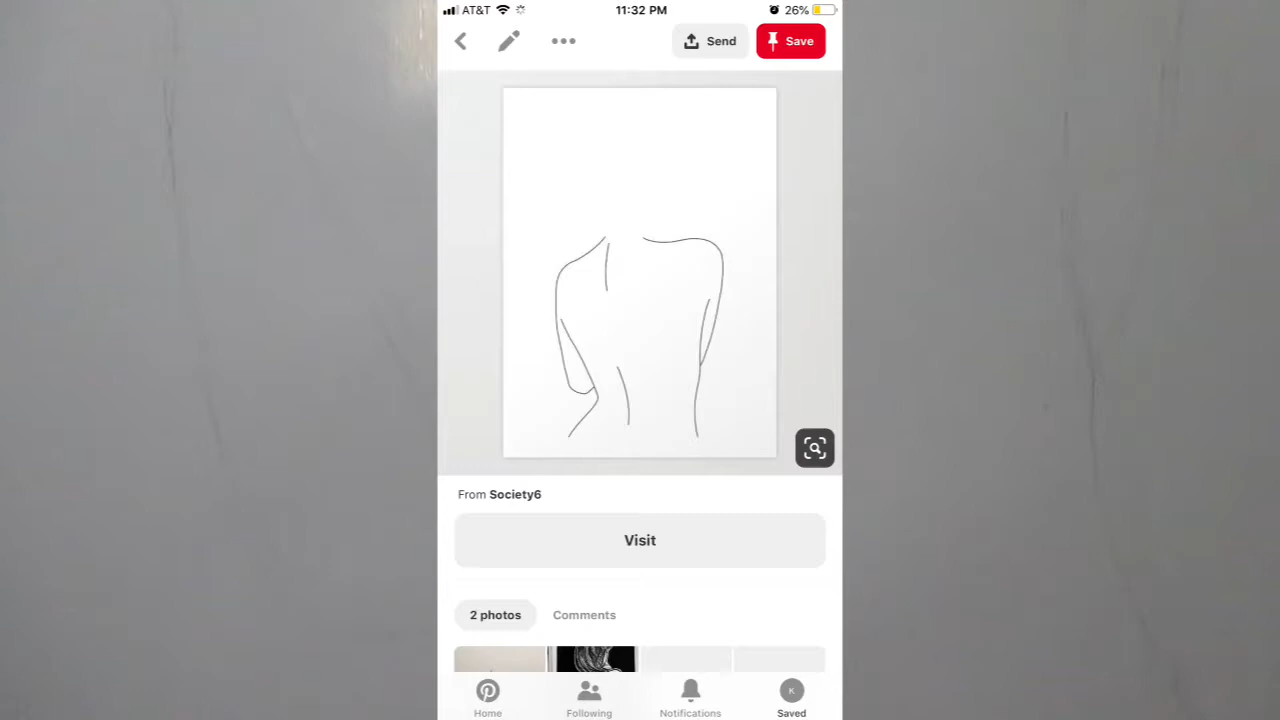 AT&T 11:32 PM 26%
Send Save
From Society6
Visit
2 photos Comments
K
Home Following Notifications Saved